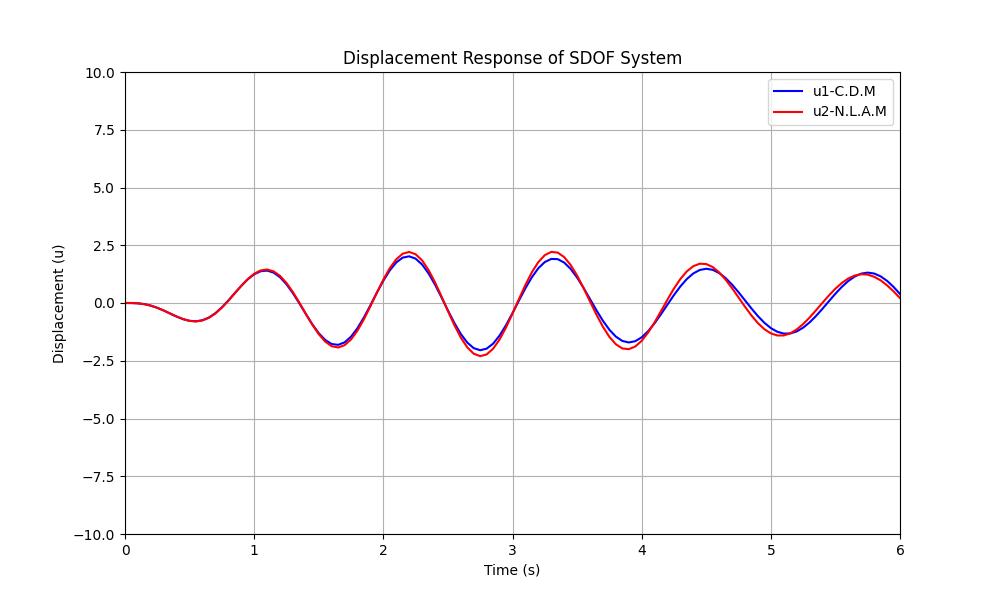 Displacement Response of SDOF System
10.0
7.5
5.0
2.5
0.0
−2.5
−5.0
−7.5
−10.0
Displacement (u)
u1-C.D.M
u2-N.L.A.M
0 1 2 3 4 5 6
Time (s)